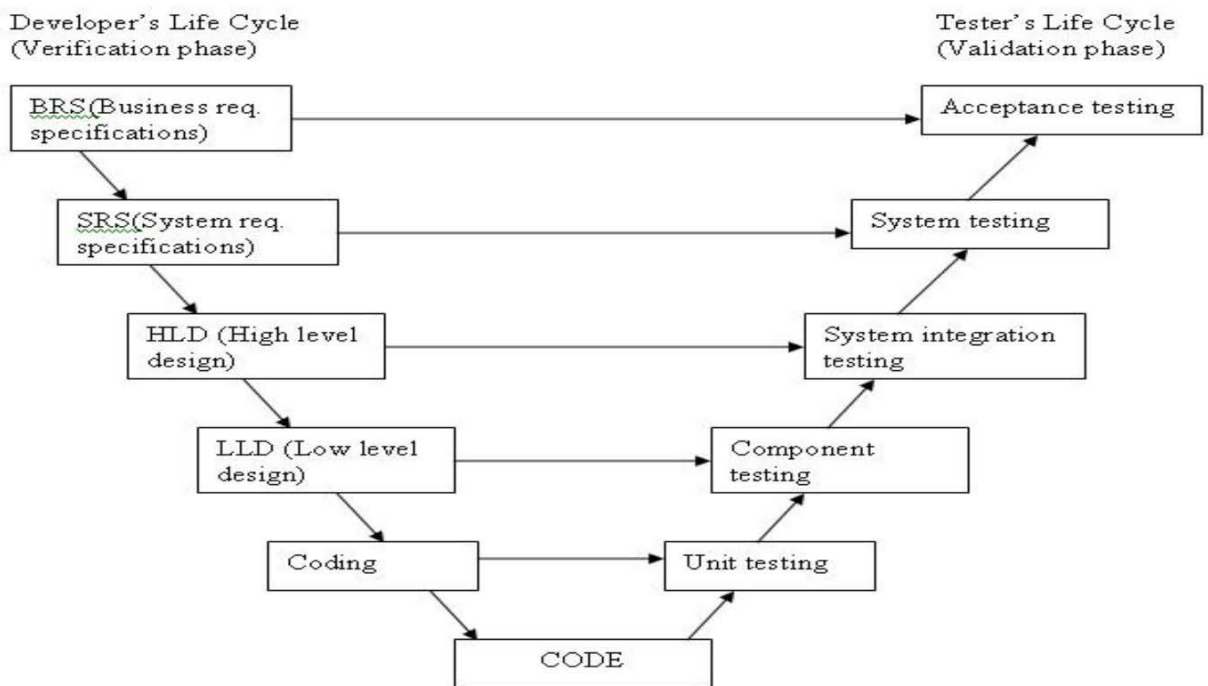 Developer's Life Cycle
(Verification phase)
Tester's Life Cycle
(Validation phase)
BRS(Business req.
specifications)
Acceptance testing
SRS(System req.
specifications)
System testing
HLD (High level
design)
System integration
testing
LLD (Low level
design)
Component
testing
Coding
Unit testing
CODE